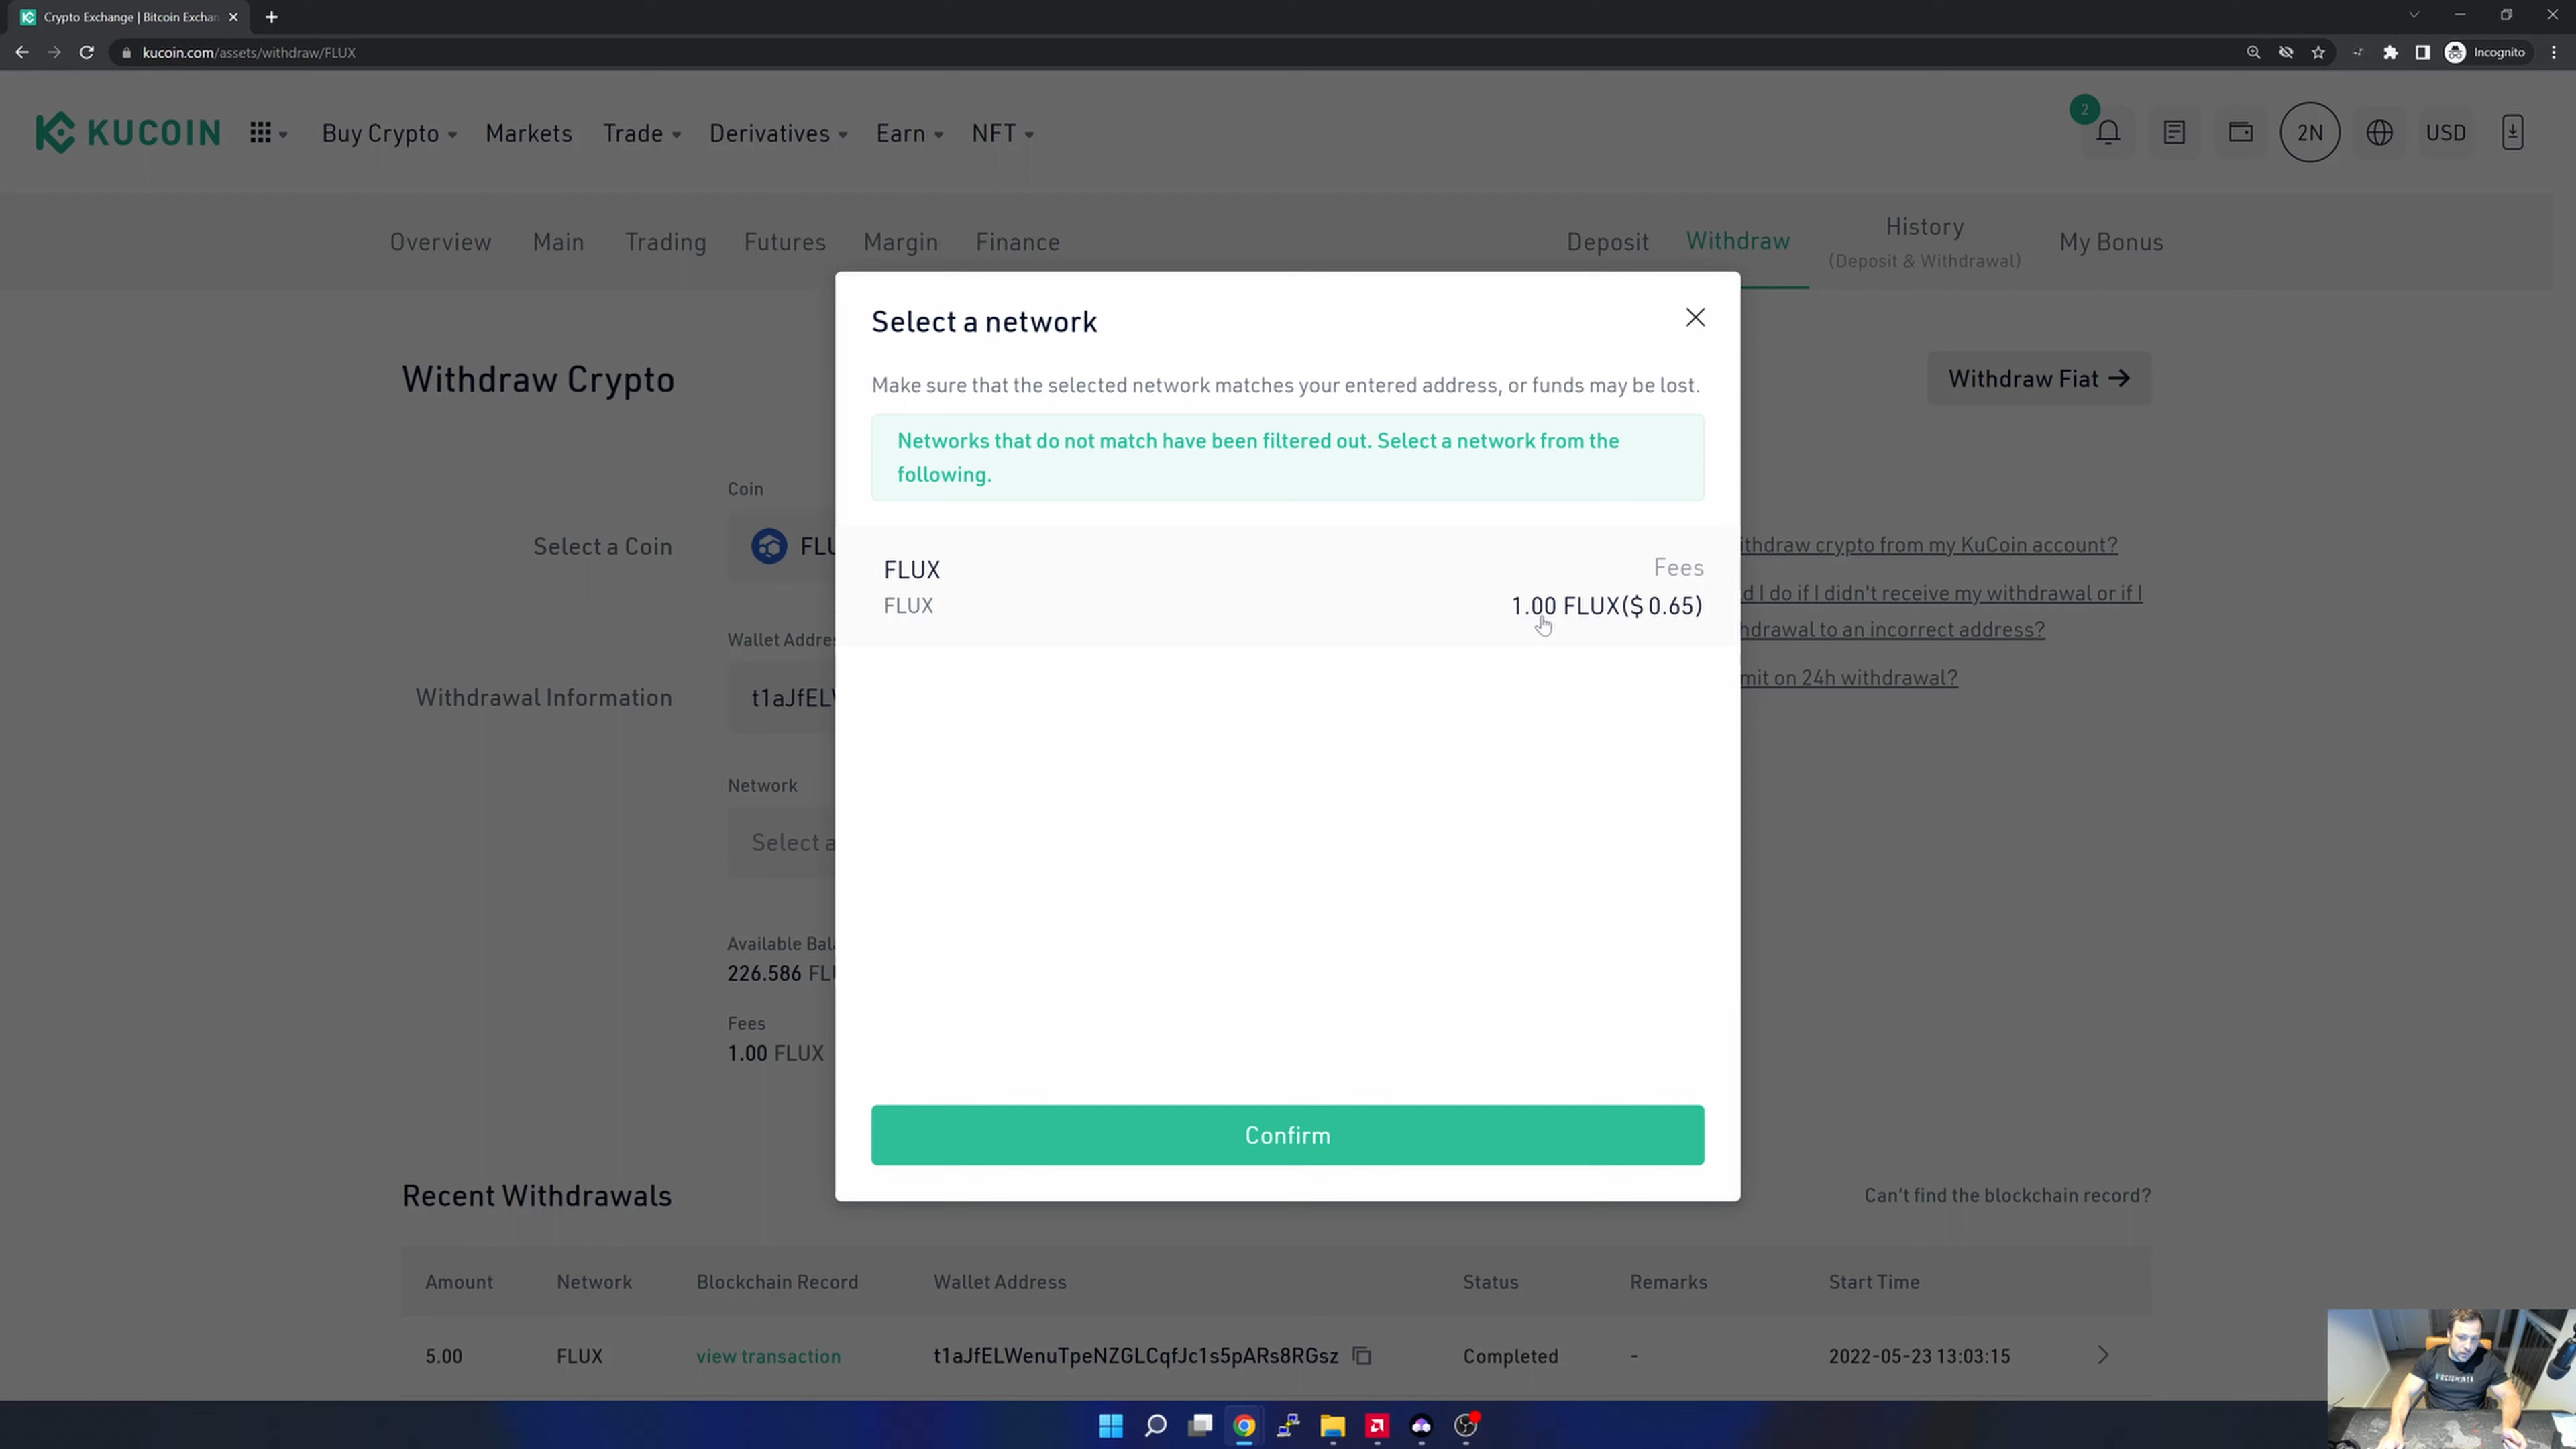 Crypto Exchange | Bitcoin Exchan
kucoin.com/assets/withdraw/FLUX
Incognito
KUCOIN
Buy Crypto
Markets
Trade
Derivatives
Earn
NFT
2
2N
USD
Overview
Main
Trading
Futures
Margin
Finance
Deposit
Withdraw
History
(Deposit & Withdrawal)
My Bonus
Select a network
Make sure that the selected network matches your entered address, or funds may be lost.
Networks that do not match have been filtered out. Select a network from the
following.
FLUX
Fees
FLUX
1.00 FLUX($ 0.65)
Confirm
Withdraw Crypto
Withdraw Fiat
Coin
Select a Coin
FLU
Wallet Addre
Withdrawal Information
t1aJfEL
Network
Select a
Available Bal
226.586 FL
Fees
1.00 FLUX
ithdraw crypto from my KuCoin account?
d I do if I didn't receive my withdrawal or if I
hdrawal to an incorrect address?
mit on 24h withdrawal?
Recent Withdrawals
Can't find the blockchain record?
Amount
Network
Blockchain Record
Wallet Address
Status
Remarks
Start Time
5.00
FLUX
view transaction
t1aJfELWenuTpeNZGLCqfJc1s5pARs8RGsz
Completed
-
2022-05-23 13:03:15